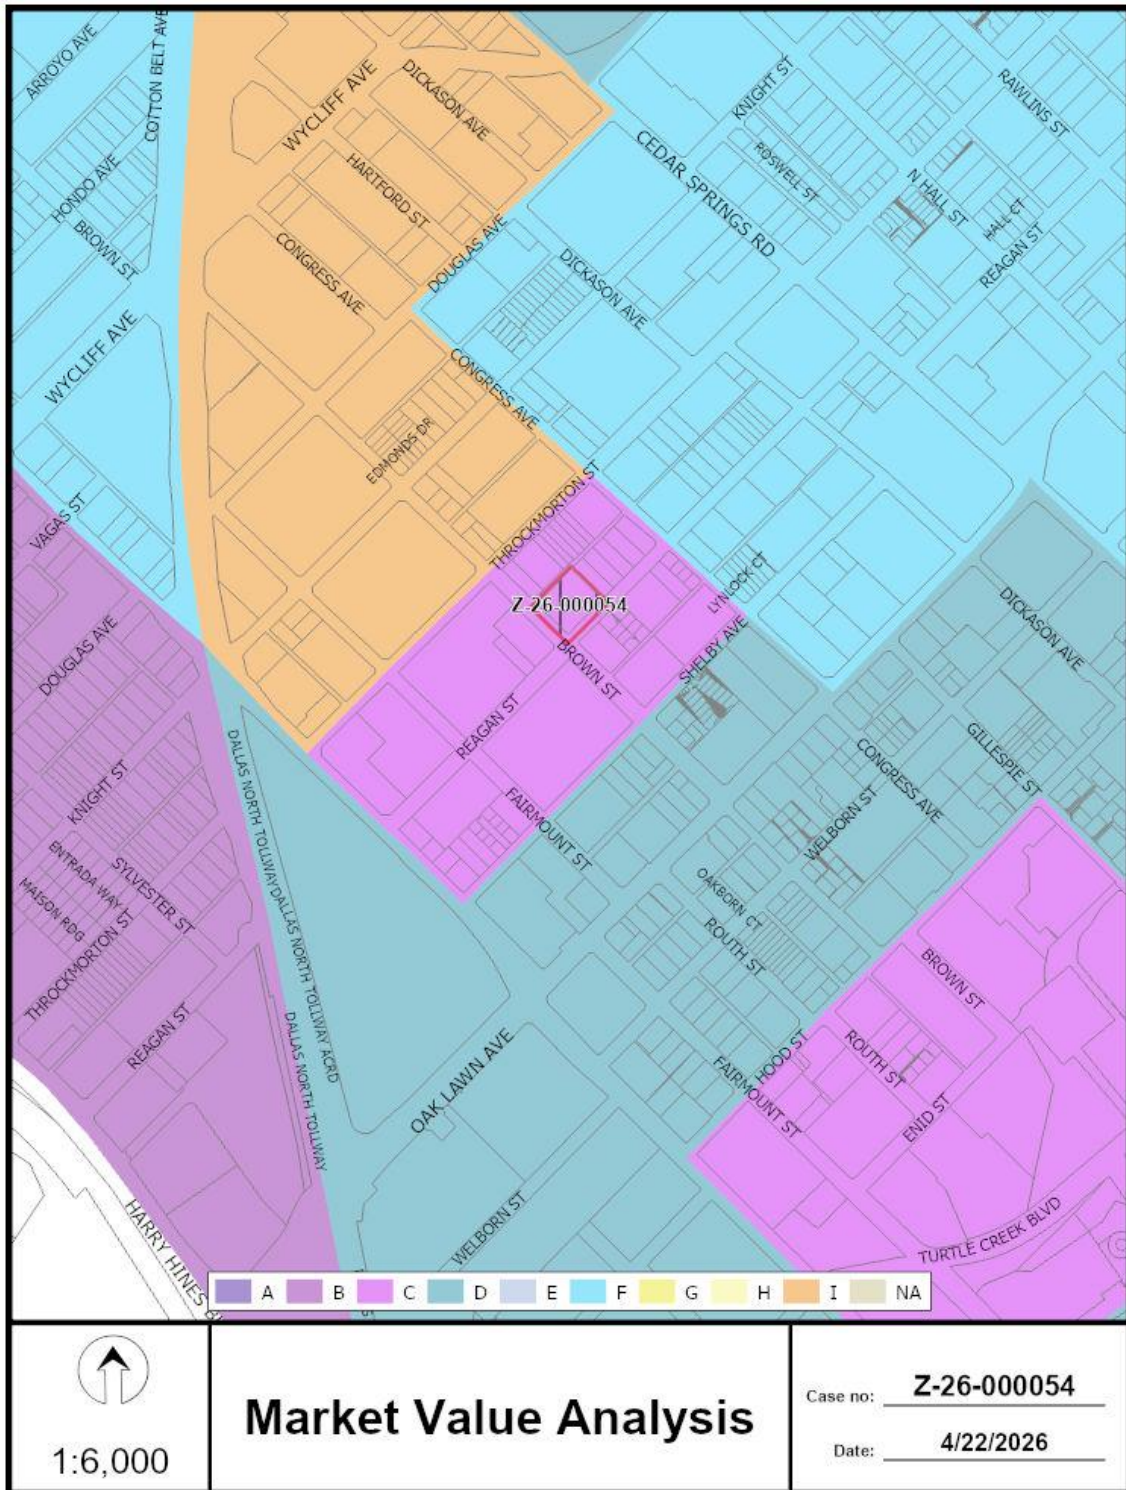 ARROYO AVE
COTTON BELT AVE
WYCLIFF AVE
DICKASON AVE
KNIGHT ST
RAWLINS ST
HONDO AVE
BROWN ST
HARTFORD ST
CEDAR SPRINGS RD
ROSWELL ST
N HALL ST
HALL CT
REAGAN ST
CONGRESS AVE
DOUGLAS AVE
DICKASON AVE
WYCLIFF AVE
CONGRESS AVE
EDMONDS DR
VAGAS ST
THROCKMORTON ST
LYNLOCK CT
Z-26-000054
DOUGLAS AVE
BROWN ST
SHELBY AVE
DICKASON AVE
REAGAN ST
DALLAS NORTH TOLLWAY
KNIGHT ST
FAIRMOUNT ST
CONGRESS AVE
GILLESPIE ST
WELBORN ST
ENTRADA WAY
SYLVESTER ST
MAISON RDG
THROCKMORTON ST
OAKBORN CT
ROUTH ST
BROWN ST
DALLAS NORTH TOLLWAY ACRD
REAGAN ST
DALLAS NORTH TOLLWAY
OAK LAWN AVE
HOOD ST
FAIRMOUNT ST
ROUTH ST
ENID ST
WELBORN ST
TURTLE CREEK BLVD
HARRY HINES
A B C D E F G H I NA
1:6,000
Market Value Analysis
Case no: Z-26-000054
Date: 4/22/2026